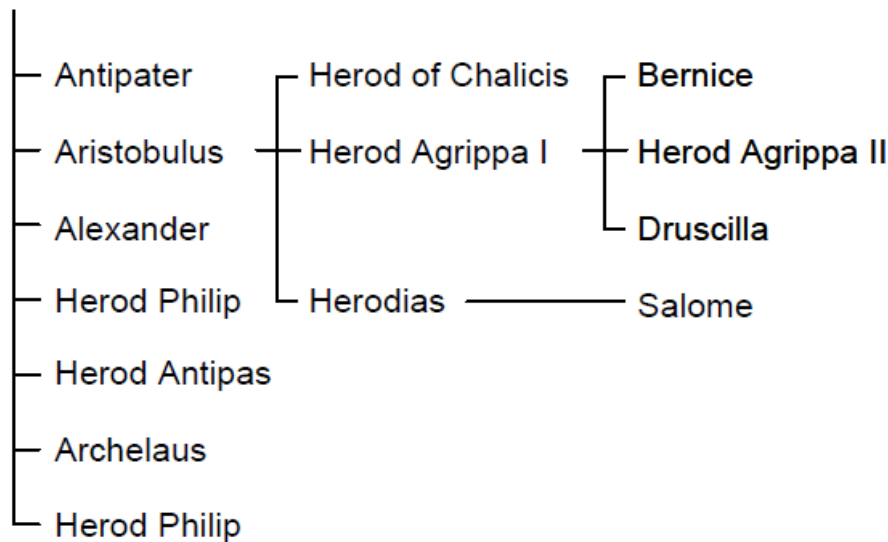 Antipater Herod of Chalicis Bernice
Aristobulus Herod Agrippa I Herod Agrippa II
Alexander Druscilla
Herod Philip Herodias Salome
Herod Antipas
Archelaus
Herod Philip